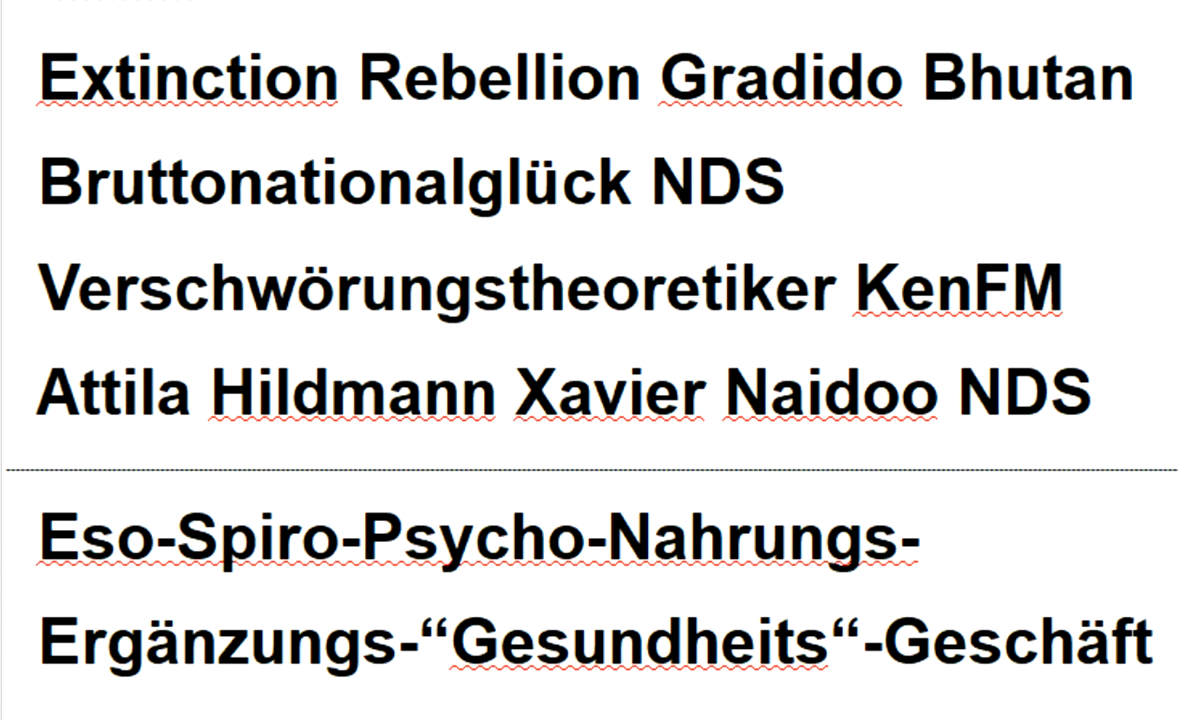 Extinction Rebellion Gradido Bhutan
Bruttonationalglück NDS
Verschwörungstheoretiker KenFM
Attila Hildmann Xavier Naidoo NDS
Eso-Spiro-Psycho-Nahrungs-
Ergänzungs-“Gesundheits“-Geschäft